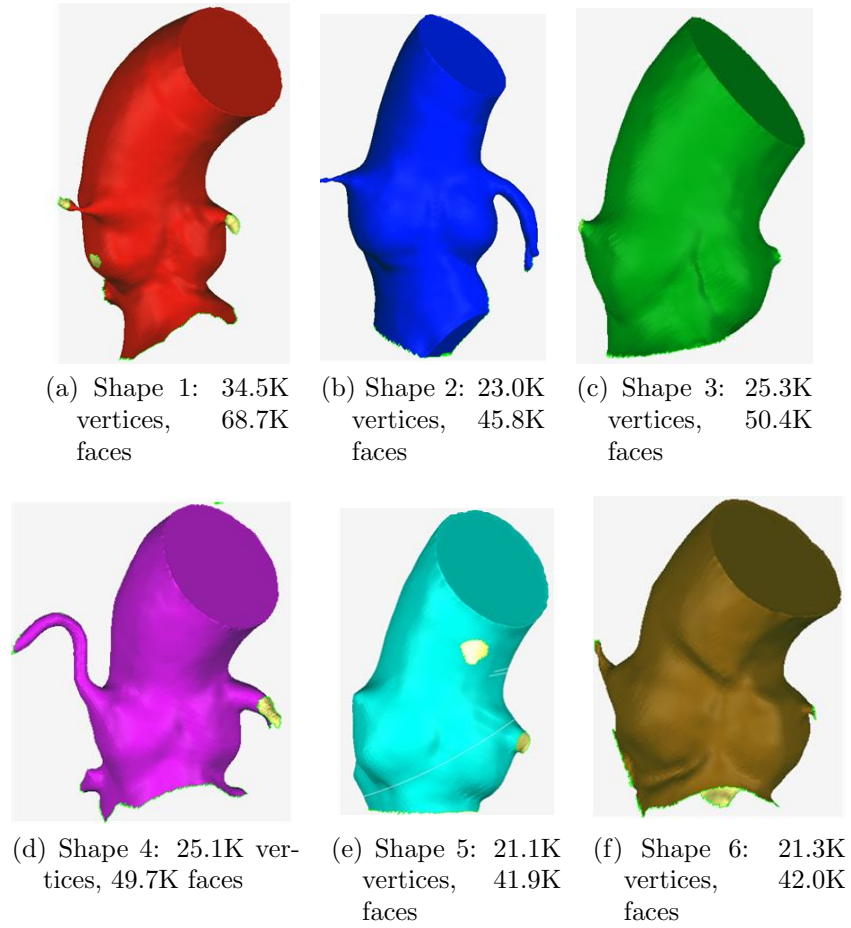 (a) Shape 1: 34.5K
vertices, 68.7K
faces
(b) Shape 2: 23.0K
vertices, 45.8K
faces
(c) Shape 3: 25.3K
vertices, 50.4K
faces
(d) Shape 4: 25.1K ver-
tices, 49.7K faces
(e) Shape 5: 21.1K
vertices, 41.9K
faces
(f) Shape 6: 21.3K
vertices, 42.0K
faces